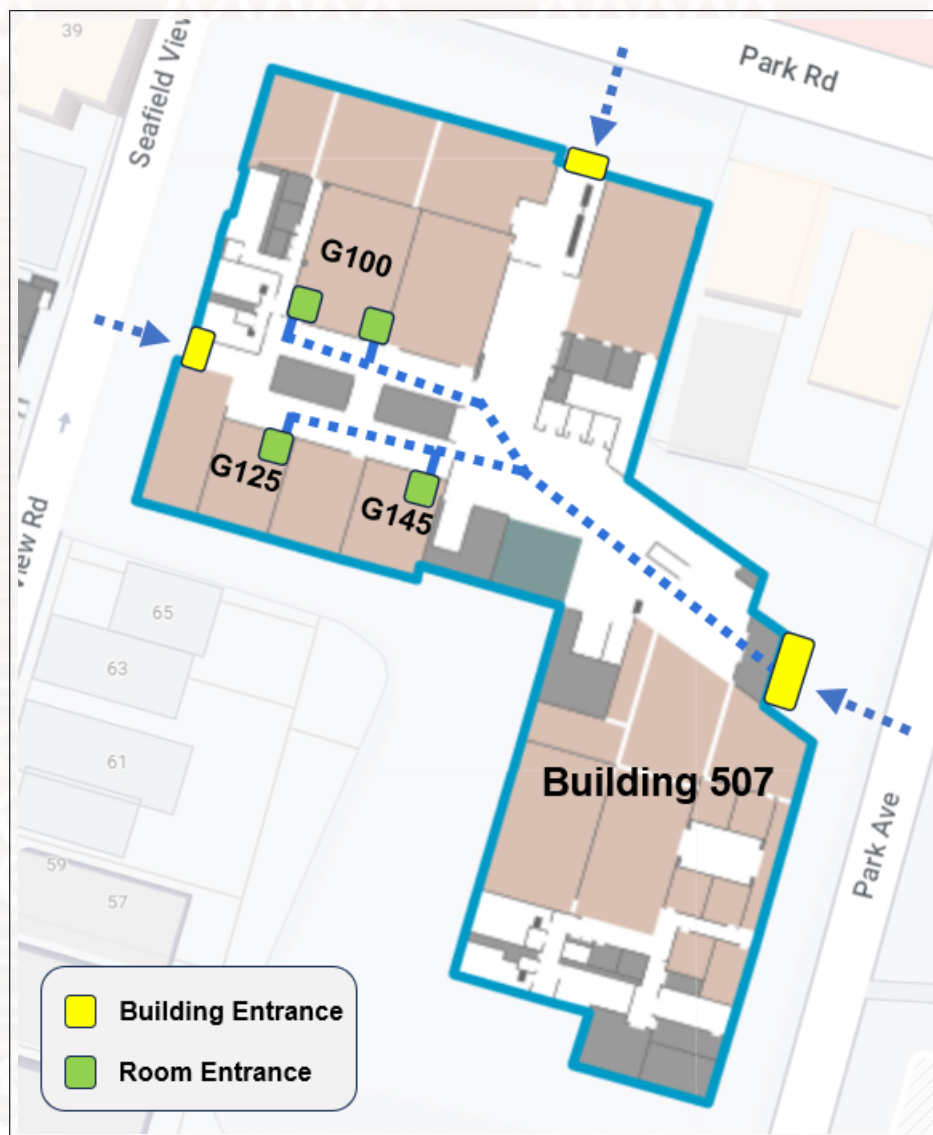 39
Seafield View
Park Rd
G100
G125
G145
View Rd
65
63
61
59
57
Building 507
Park Ave
Building Entrance
Room Entrance